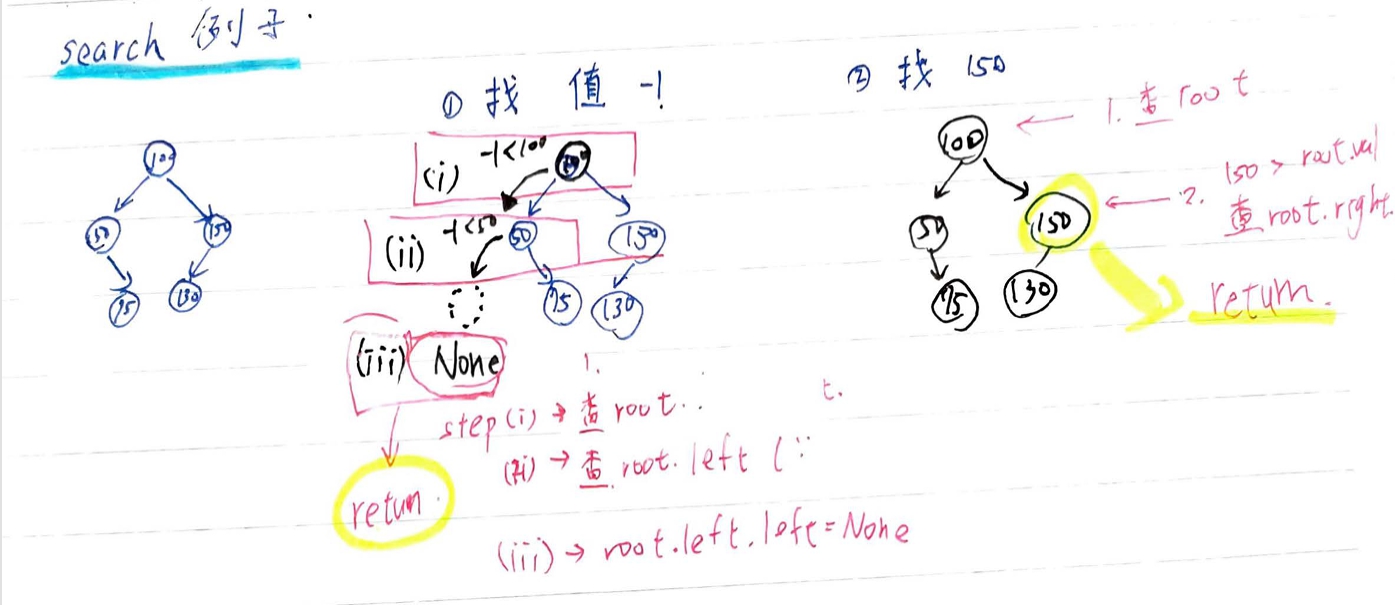 search 例子.
100
50
150
75
130
① 找 值 -1
(i) -1<100
100
(ii) -1<50
50
150
75
130
(iii) None
return.
1.
step(i) → 查 root
(ii) → 查 root.left (∵
t.
(iii) → root.left.left=None
② 找 150
100
← 1. 查 root
50
150
← 2. 150 > root.val
查 root.right.
75
130
return.